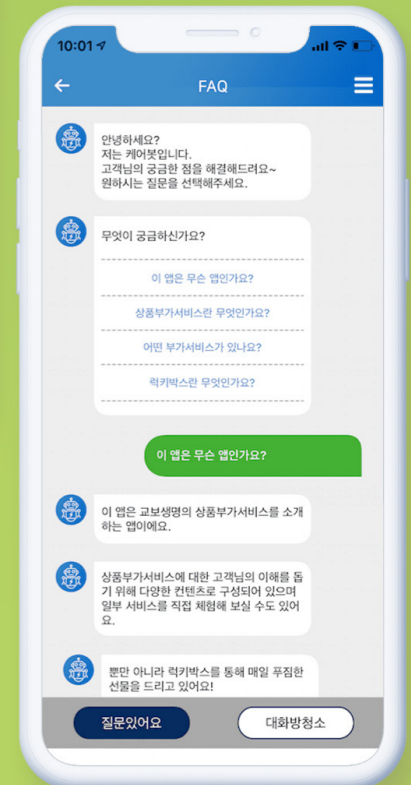 10:01
FAQ
안녕하세요?
저는 케어봇입니다.
고객님의 궁금한 점을 해결해드려요~
원하시는 질문을 선택해주세요.
무엇이 궁금하신가요?
이 앱은 무슨 앱인가요?
상품부가서비스란 무엇인가요?
어떤 부가서비스가 있나요?
럭키박스란 무엇인가요?
이 앱은 무슨 앱인가요?
이 앱은 교보생명의 상품부가서비스를 소개
하는 앱이에요.
상품부가서비스에 대한 고객님의 이해를 돕
기 위해 다양한 컨텐츠로 구성되어 있으며
일부 서비스를 직접 체험해 보실 수도 있어
요.
뿐만 아니라 럭키박스를 통해 매일 푸짐한
선물을 드리고 있어요!
질문있어요
대화방청소